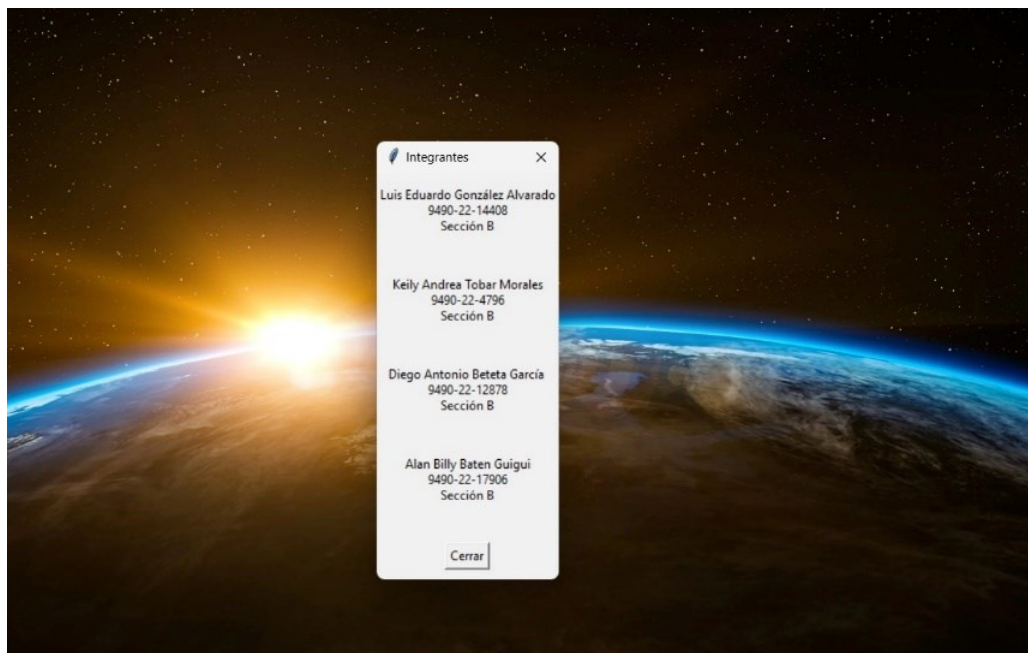 Integrantes
Luis Eduardo González Alvarado
9490-22-14408
Sección B
Keily Andrea Tobar Morales
9490-22-4796
Sección B
Diego Antonio Beteta García
9490-22-12878
Sección B
Alan Billy Baten Guigui
9490-22-17906
Sección B
Cerrar